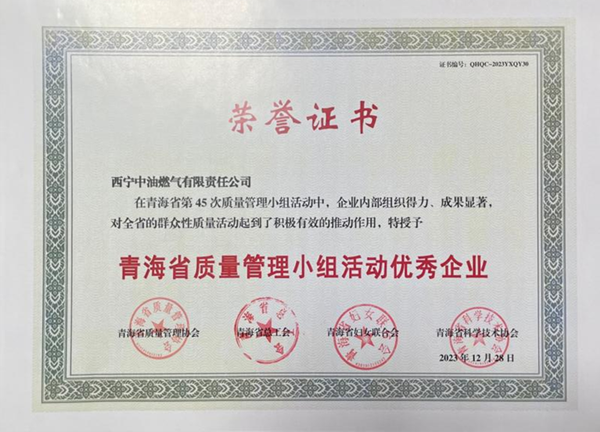 证书编号：QHQC-2023YXQY30
荣誉证书
西宁中油燃气有限责任公司
在青海省第45次质量管理小组活动中，企业内部组织得力、成果显著，
对全省的群众性质量活动起到了积极有效的推动作用，特授予
青海省质量管理小组活动优秀企业
青海省质量管理协会 青海省总工会 青海省妇女联合会 青海省科学技术协会
2023年12月28日